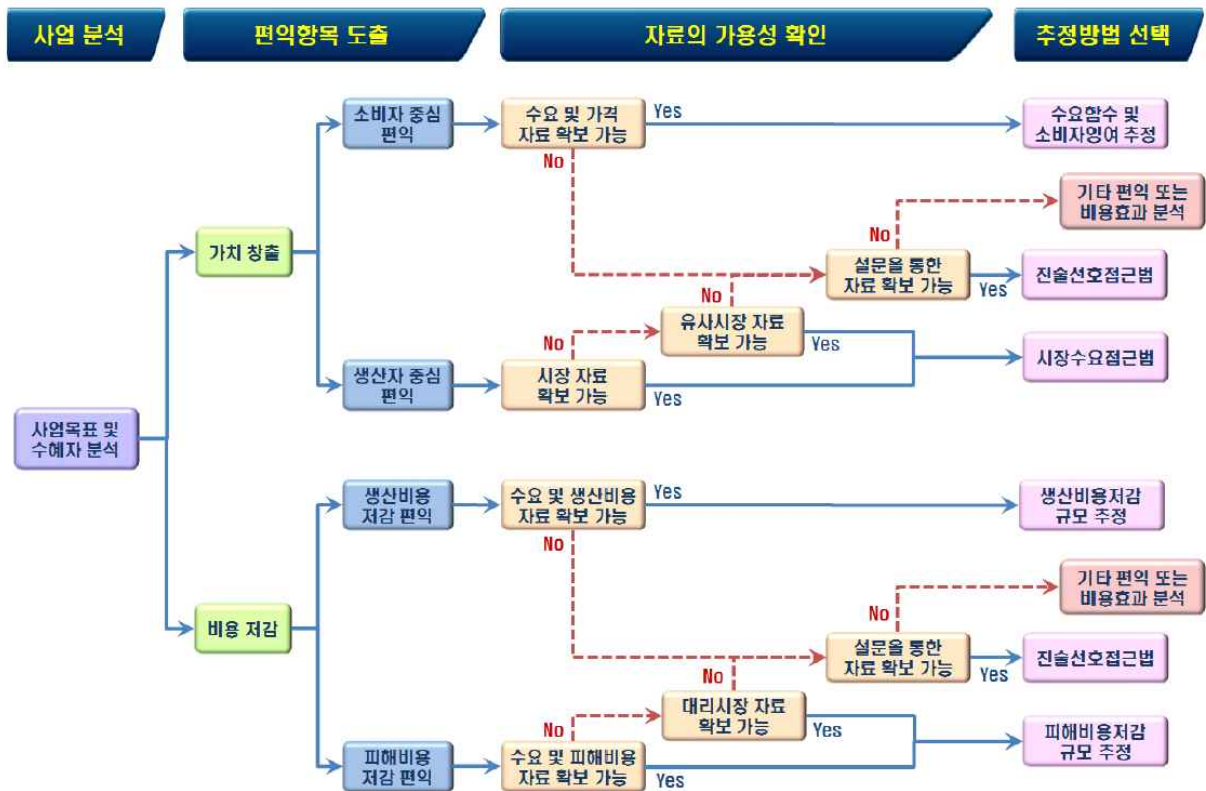 사업 분석
편익항목 도출
자료의 가용성 확인
추정방법 선택
소비자 중심
편익
수요 및 가격
자료 확보 가능
Yes
No
수요함수 및
소비자잉여 추정
기타 편익 또는
비용효과 분석
No
가치 창출
설문을 통한
자료 확보 가능
Yes
진술선호접근법
No
유사시장 자료
확보 가능
Yes
No
시장수요접근법
생산자 중심
편익
시장 자료
확보 가능
Yes
사업목표 및
수혜자 분석
생산비용
저감 편익
수요 및 생산비용
자료 확보 가능
Yes
No
생산비용저감
규모 추정
기타 편익 또는
비용효과 분석
No
비용 저감
설문을 통한
자료 확보 가능
Yes
진술선호접근법
No
대리시장 자료
확보 가능
Yes
No
피해비용저감
규모 추정
피해비용
저감 편익
수요 및 피해비용
자료 확보 가능
Yes